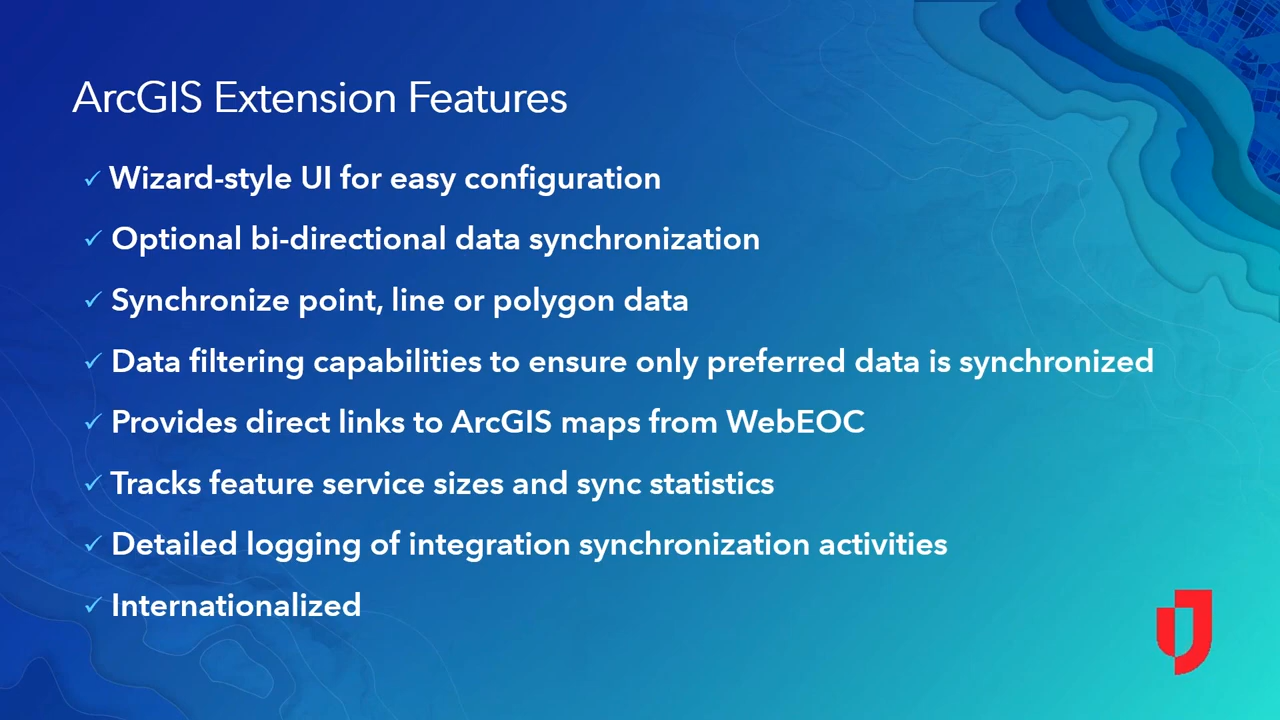 ArcGIS Extension Features
✓ Wizard-style UI for easy configuration
✓ Optional bi-directional data synchronization
✓ Synchronize point, line or polygon data
✓ Data filtering capabilities to ensure only preferred data is synchronized
✓ Provides direct links to ArcGIS maps from WebEOC
✓ Tracks feature service sizes and sync statistics
✓ Detailed logging of integration synchronization activities
✓ Internationalized